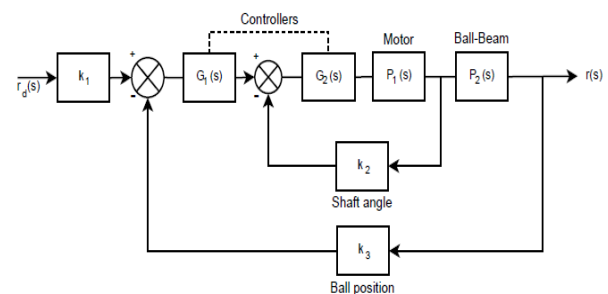 Controllers
Motor
Ball-Beam
+
+
r_d(s)
k_1
G_1(s)
G_2(s)
P_1(s)
P_2(s)
r(s)
-
-
k_2
Shaft angle
k_3
Ball position